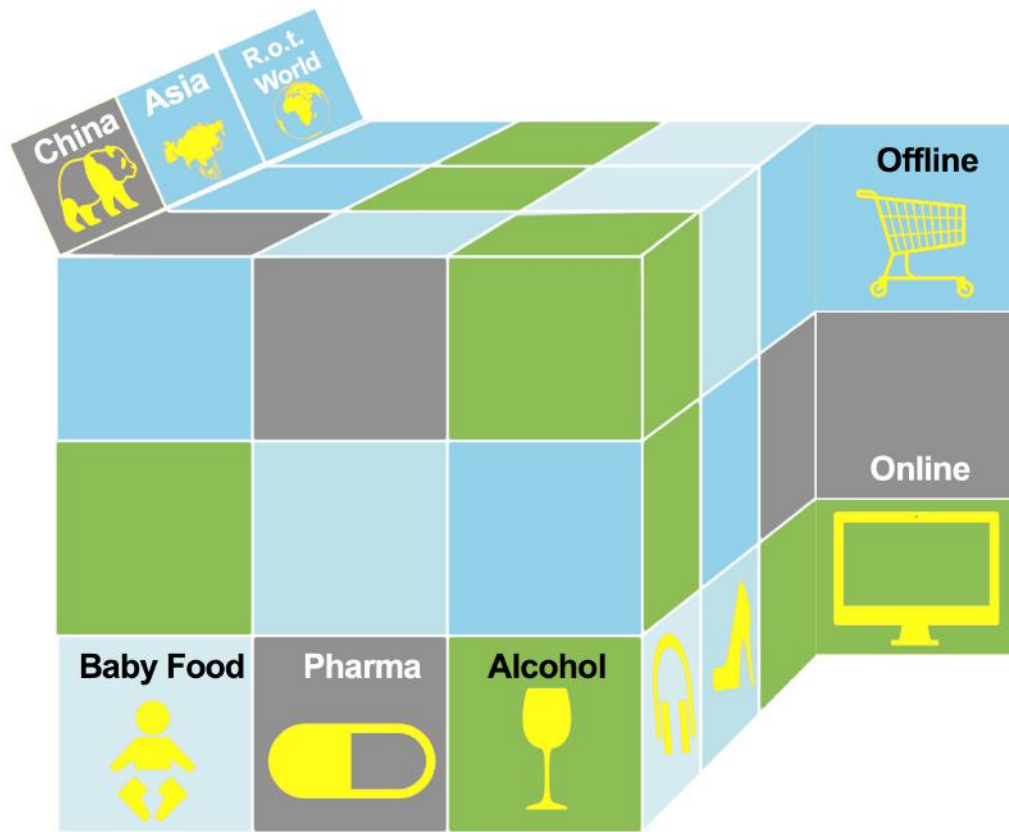 China
Asia
R.o.t.
World
Offline
Online
Baby Food
Pharma
Alcohol